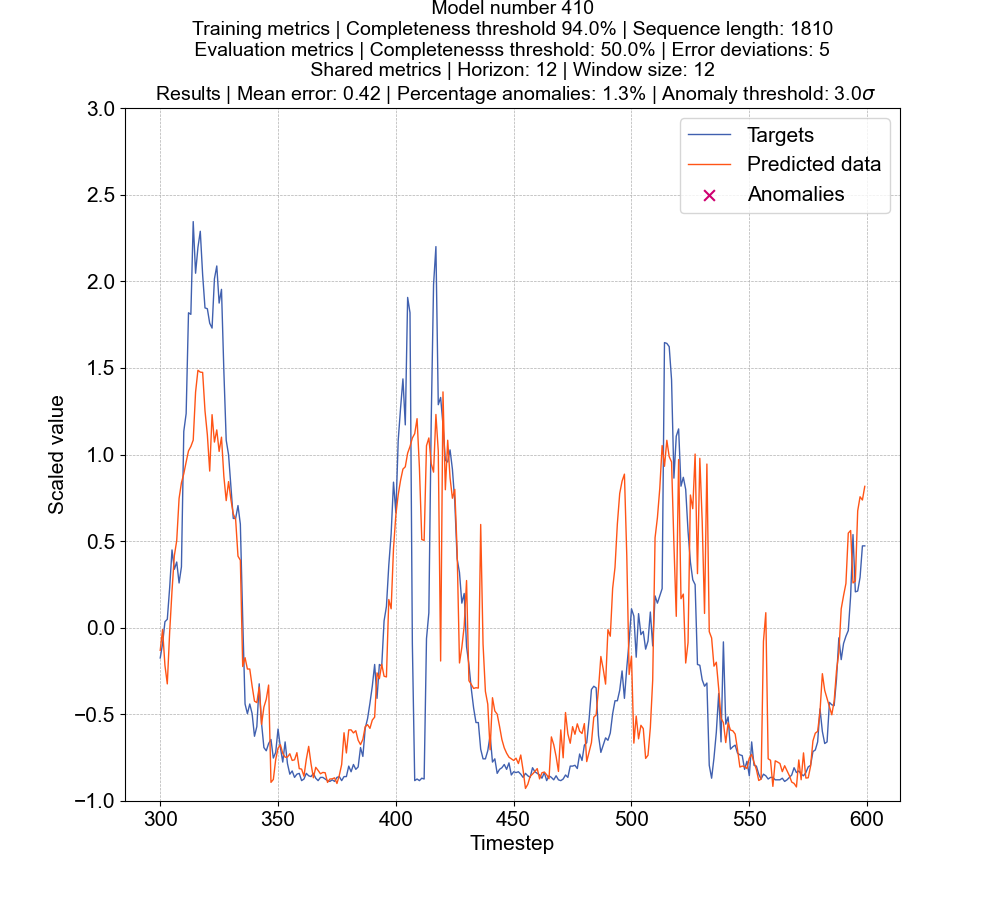 Model number 410
Training metrics | Completeness threshold 94.0% | Sequence length: 1810
Evaluation metrics | Completenesss threshold: 50.0% | Error deviations: 5
Shared metrics | Horizon: 12 | Window size: 12
Results | Mean error: 0.42 | Percentage anomalies: 1.3% | Anomaly threshold: 3.0σ
3.0
2.5
2.0
1.5
1.0
0.5
0.0
−0.5
−1.0
Scaled value
Targets
Predicted data
Anomalies
300 350 400 450 500 550 600
Timestep